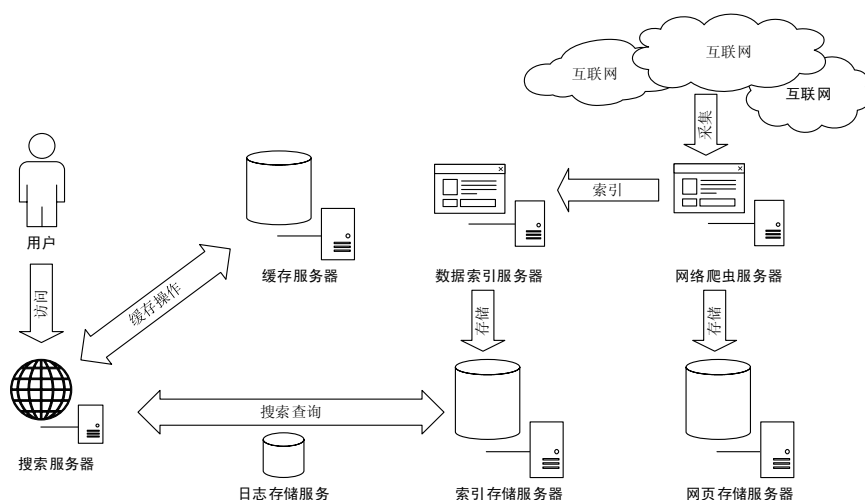 互联网
互联网
互联网
采集
索引
用户
缓存服务器
数据索引服务器
网络爬虫服务器
访问
缓存操作
存储
存储
搜索查询
搜索服务器
日志存储服务
索引存储服务器
网页存储服务器